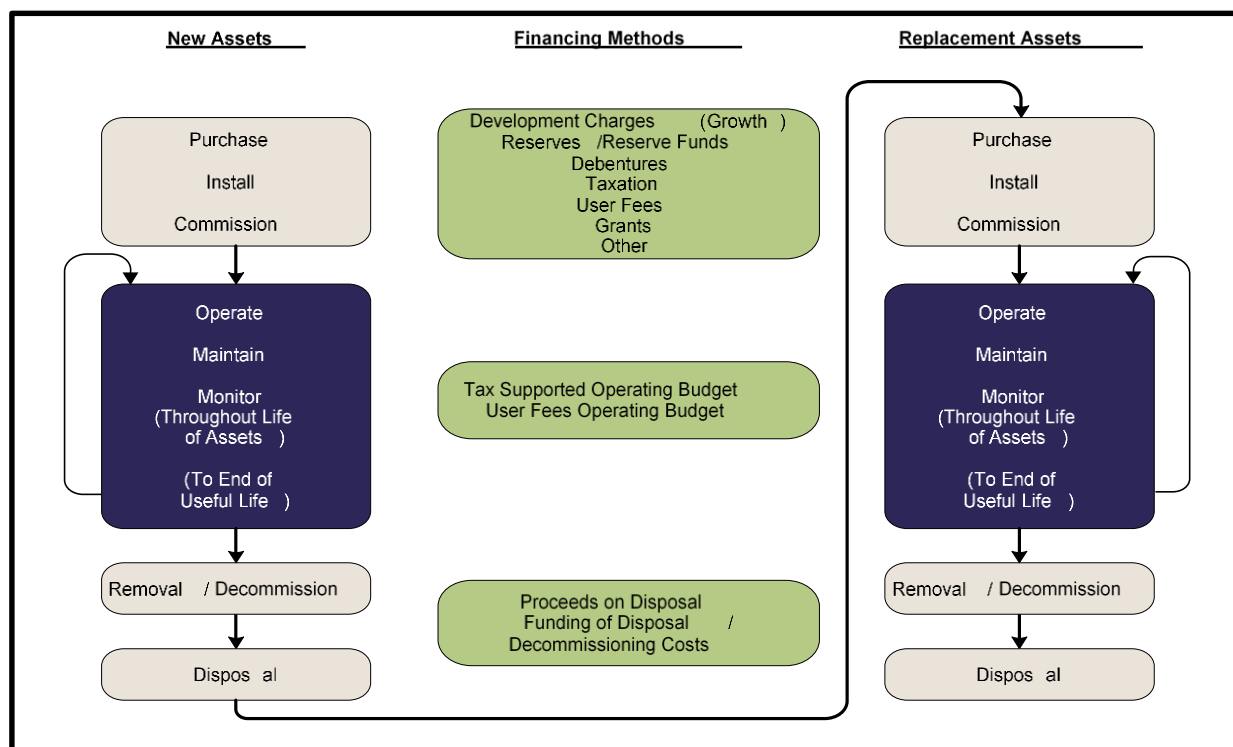 New Assets
Purchase
Install
Commission
Operate
Maintain
Monitor
(Throughout Life
of Assets )
(To End of
Useful Life )
Removal / Decommission
Dispos al
Financing Methods
Development Charges (Growth )
Reserves /Reserve Funds
Debentures
Taxation
User Fees
Grants
Other
Tax Supported Operating Budget
User Fees Operating Budget
Proceeds on Disposal
Funding of Disposal /
Decommissioning Costs
Replacement Assets
Purchase
Install
Commission
Operate
Maintain
Monitor
(Throughout Life
of Assets )
(To End of
Useful Life )
Removal / Decommission
Dispos al